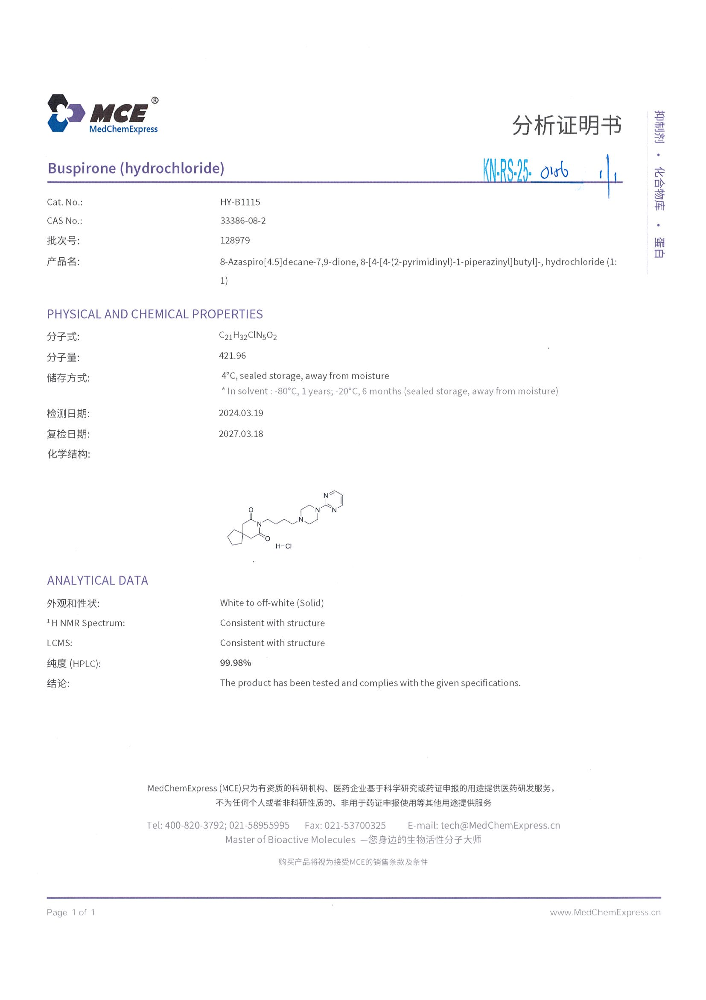 MCE®
MedChemExpress
分析证明书
抑制剂 · 化合物库 · 蛋白
Buspirone (hydrochloride)
KN-RS-25-
Cat. No.: HY-B1115
CAS No.: 33386-08-2
批次号: 128979
产品名: 8-Azaspiro[4.5]decane-7,9-dione, 8-[4-[4-(2-pyrimidinyl)-1-piperazinyl]butyl]-, hydrochloride (1:
1)
PHYSICAL AND CHEMICAL PROPERTIES
分子式: C₂₁H₃₂ClN₅O₂
分子量: 421.96
储存方式: 4°C, sealed storage, away from moisture
* In solvent : -80°C, 1 years; -20°C, 6 months (sealed storage, away from moisture)
检测日期: 2024.03.19
复检日期: 2027.03.18
化学结构:
N
N
N
O
N
N
O
H-Cl
ANALYTICAL DATA
外观和性状: White to off-white (Solid)
¹H NMR Spectrum: Consistent with structure
LCMS: Consistent with structure
纯度 (HPLC): 99.98%
结论: The product has been tested and complies with the given specifications.
MedChemExpress (MCE)只为有资质的科研机构、医药企业基于科学研究或药证申报的用途提供医药研发服务，
不为任何个人或者非科研性质的、非用于药证申报使用等其他用途提供服务
Tel: 400-820-3792; 021-58955995 Fax: 021-53700325 E-mail: tech@MedChemExpress.cn
Master of Bioactive Molecules —您身边的生物活性分子大师
购买产品将视为接受MCE的销售条款及条件
Page 1 of 1
www.MedChemExpress.cn